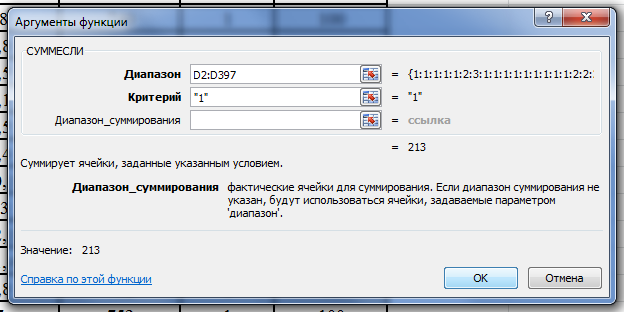 Аргументы функции
СУММЕСЛИ
Диапазон D2:D397 = {1:1:1:1:1:2:3:1:1:1:1:1:1:1:1:1:2:2:
Критерий "1" = "1"
Диапазон_суммирования = ссылка
= 213
Суммирует ячейки, заданные указанным условием.
Диапазон_суммирования фактические ячейки для суммирования. Если диапазон суммирования не
указан, будут использоваться ячейки, задаваемые параметром
'диапазон'.
Значение: 213
Справка по этой функции
ОК Отмена